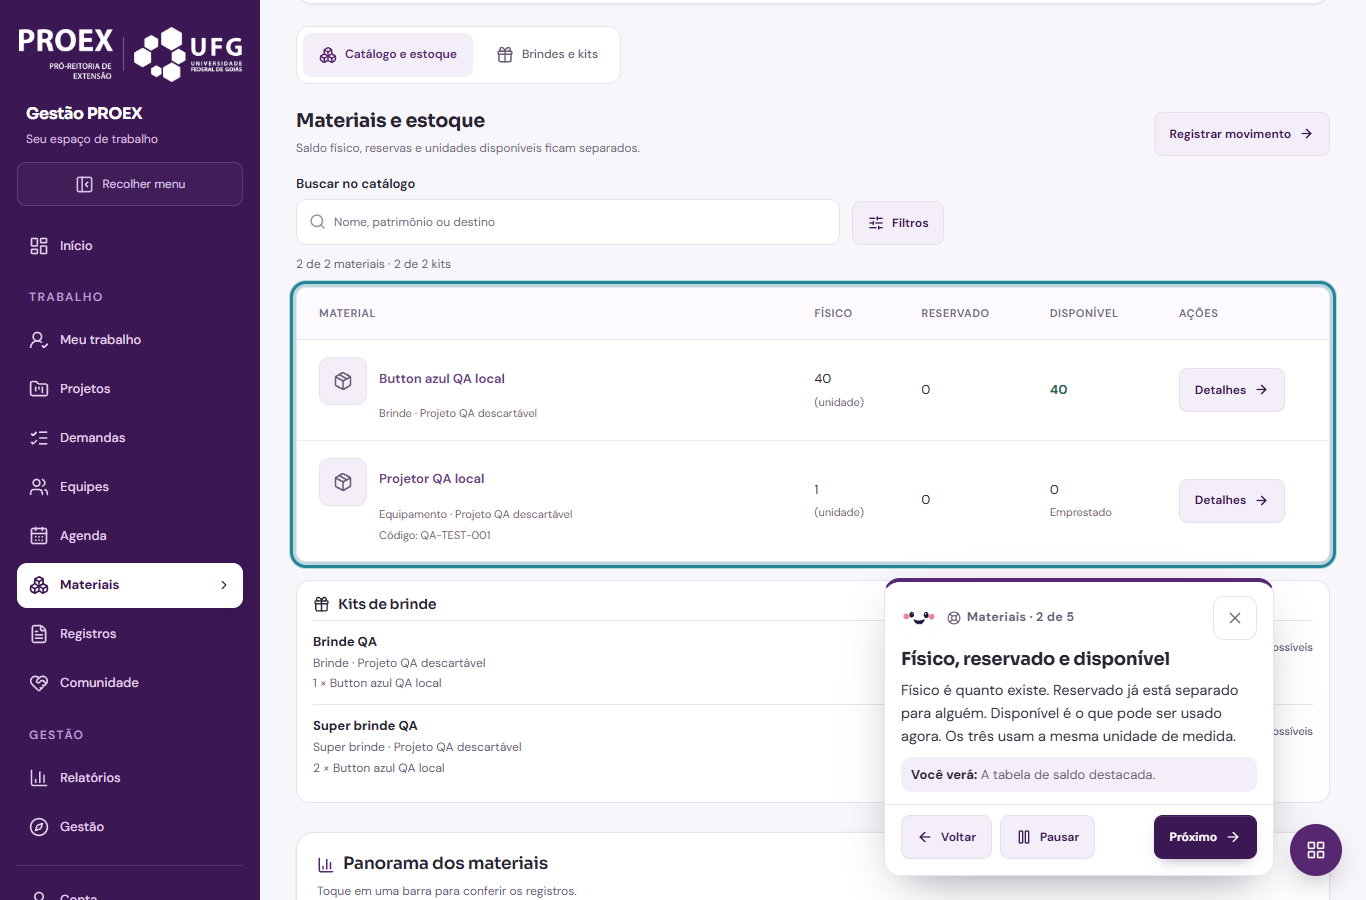 PROEX
PRÓ-REITORIA DE
EXTENSÃO
UFG
UNIVERSIDADE
FEDERAL DE GOIÁS
Gestão PROEX
Seu espaço de trabalho
Recolher menu
Início
TRABALHO
Meu trabalho
Projetos
Demandas
Equipes
Agenda
Materiais
Registros
Comunidade
GESTÃO
Relatórios
Gestão
Conta
Catálogo e estoque
Brindes e kits
Materiais e estoque
Saldo físico, reservas e unidades disponíveis ficam separados.
Registrar movimento
Buscar no catálogo
Nome, patrimônio ou destino
Filtros
2 de 2 materiais · 2 de 2 kits
MATERIAL FÍSICO RESERVADO DISPONÍVEL AÇÕES
Button azul QA local
Brinde · Projeto QA descartável
40
(unidade)
0
40
Detalhes
Projetor QA local
Equipamento · Projeto QA descartável
Código: QA-TEST-001
1
(unidade)
0
0
Emprestado
Detalhes
Kits de brinde
Brinde QA
Brinde · Projeto QA descartável
1 × Button azul QA local
Super brinde QA
Super brinde · Projeto QA descartável
2 × Button azul QA local
Panorama dos materiais
Toque em uma barra para conferir os registros.
Materiais · 2 de 5
Físico, reservado e disponível
Físico é quanto existe. Reservado já está separado
para alguém. Disponível é o que pode ser usado
agora. Os três usam a mesma unidade de medida.
Você verá: A tabela de saldo destacada.
Voltar
Pausar
Próximo